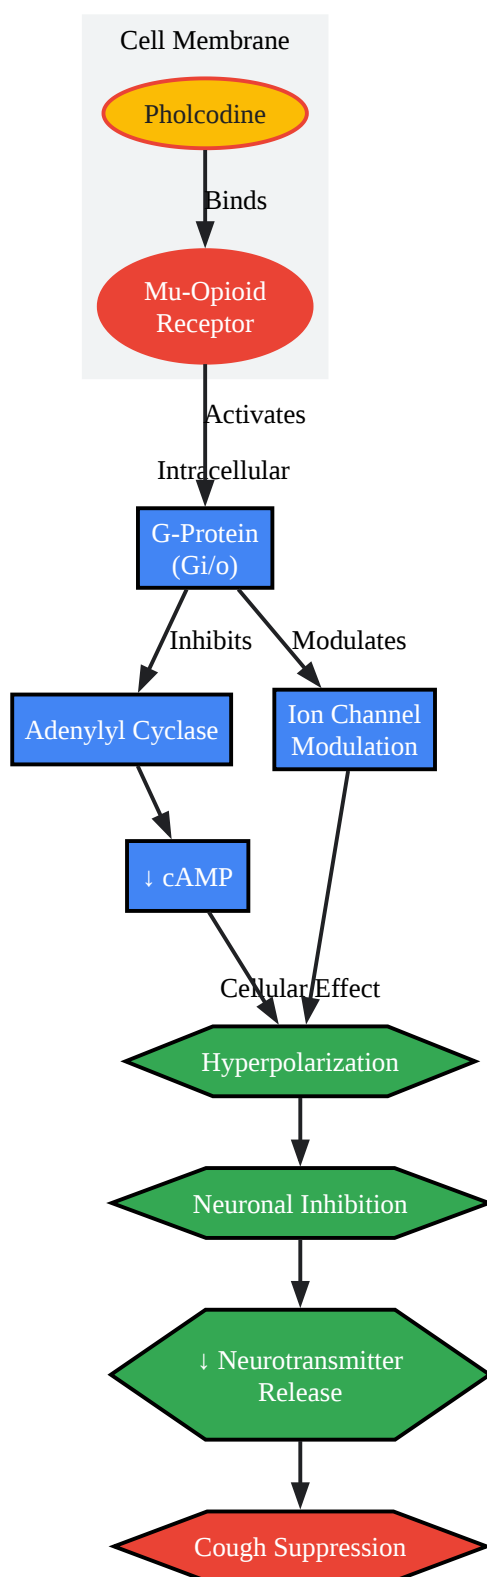 Cell Membrane
Pholcodine
Binds
Mu-Opioid
Receptor
Activates
Intracellular
G-Protein
(Gi/o)
Inhibits
Modulates
Adenylyl Cyclase
Ion Channel
Modulation
↓ cAMP
Cellular Effect
Hyperpolarization
Neuronal Inhibition
↓ Neurotransmitter
Release
Cough Suppression